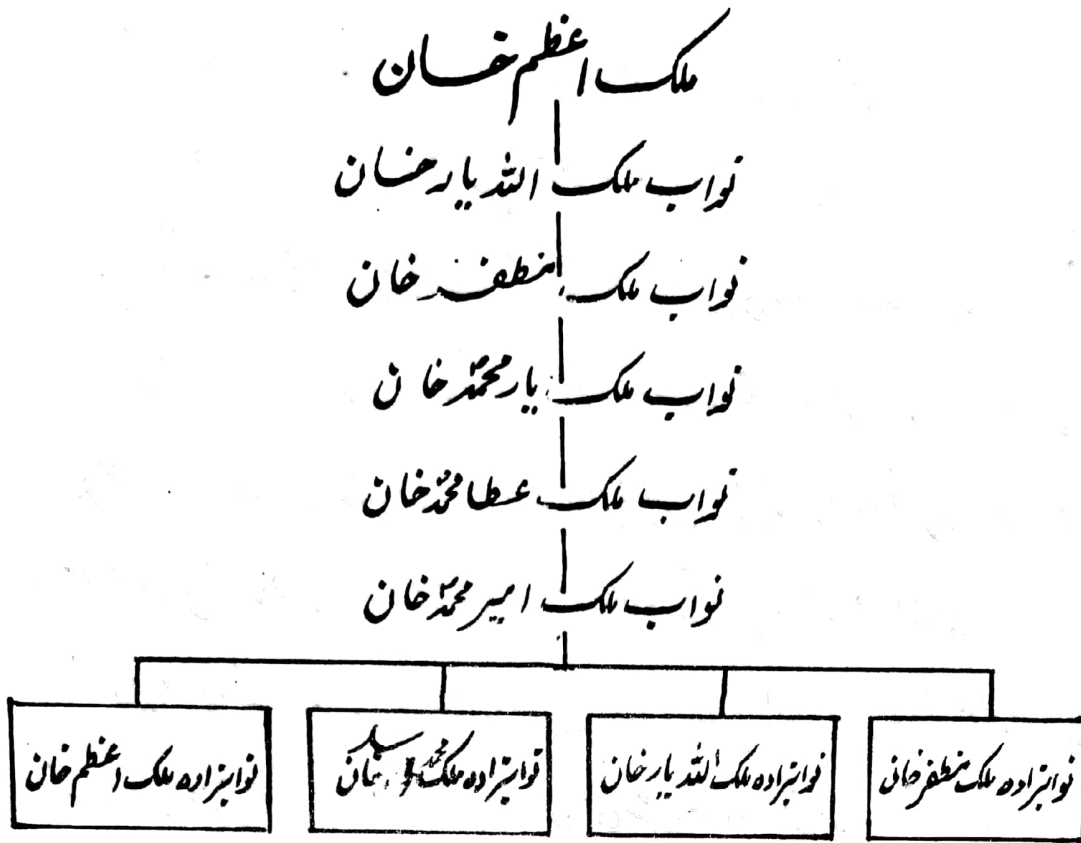 ملک اعظم خان
نواب ملک اللہ یار خان
نواب ملک مظفر خان
نواب ملک یار محمدؐ خان
نواب ملک عطا محمدؐ خان
نواب ملک امیر محمدؐ خان
نوابزادہ ملک مظفر خان
نوابزادہ ملک اللہ یار خان
نوابزادہ ملک محمد خان
نوابزادہ ملک اعظم خان